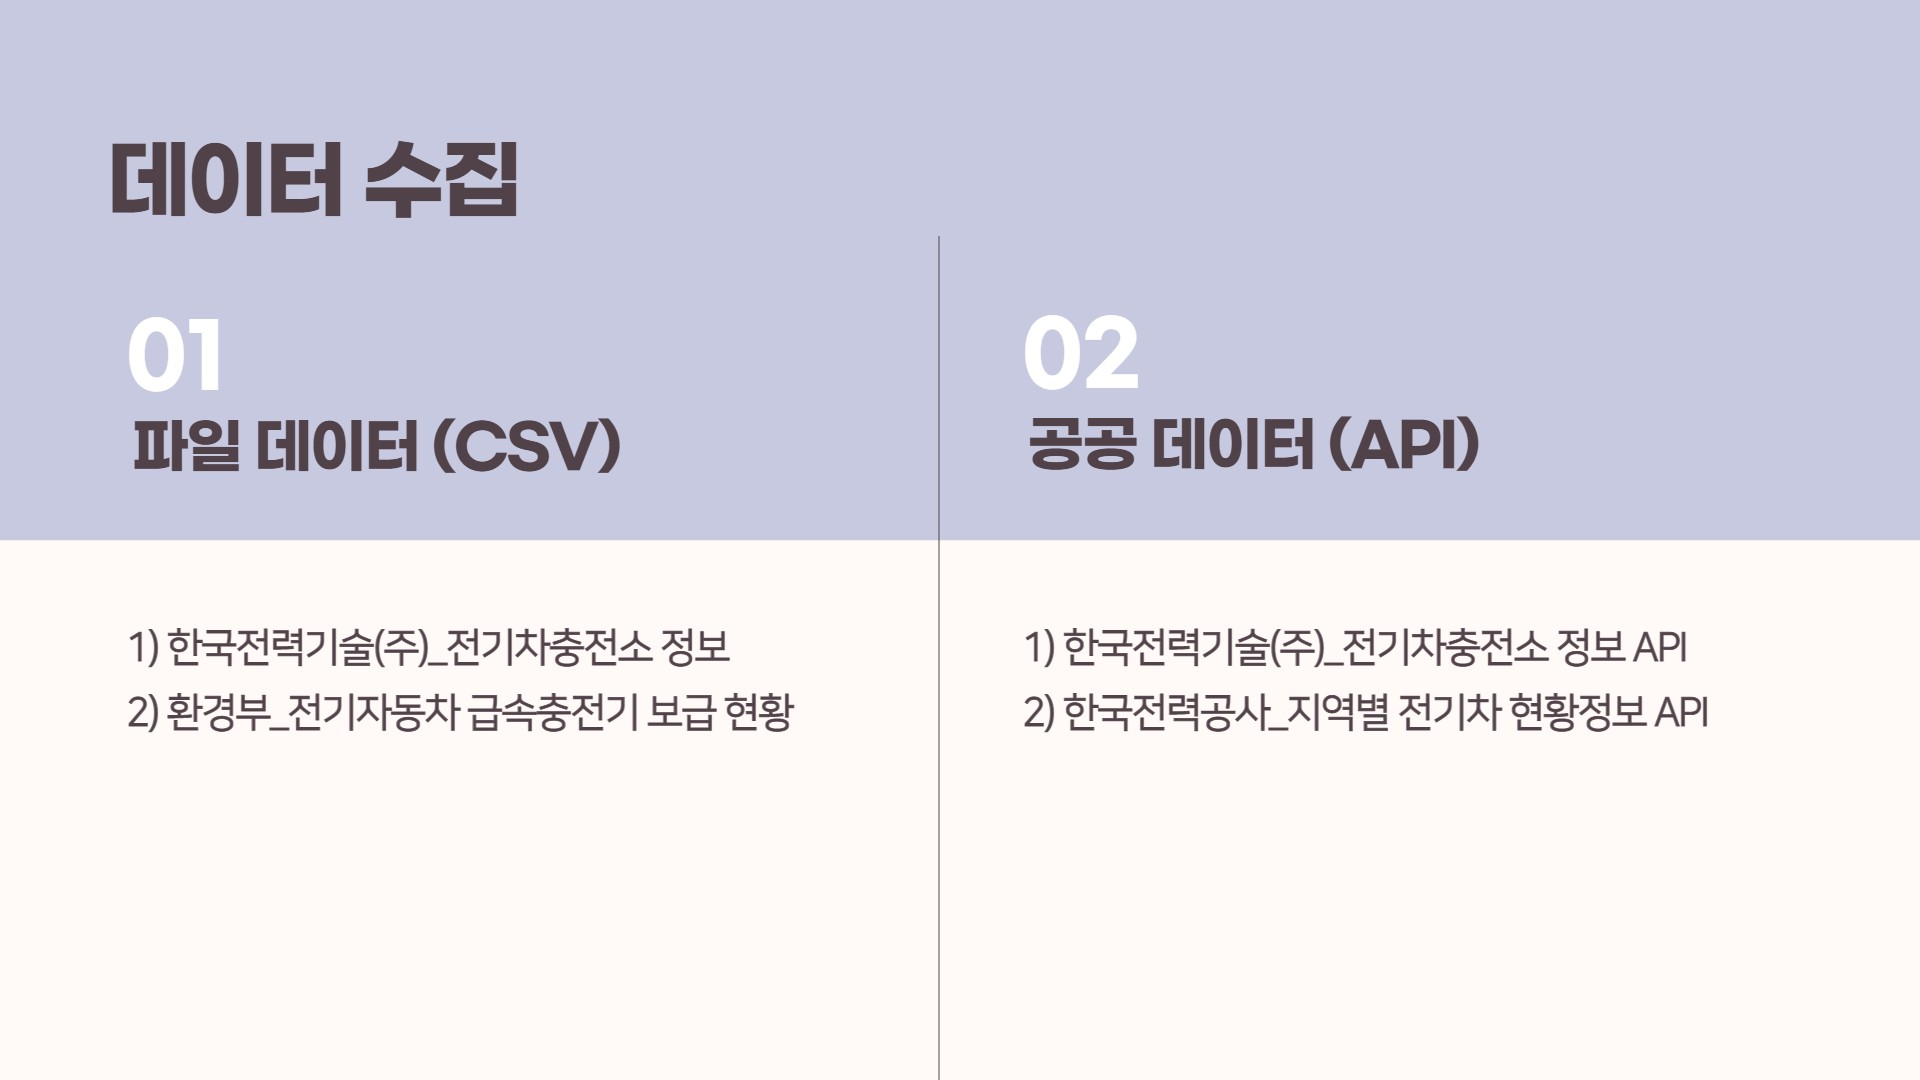 데이터 수집
01
파일 데이터 (CSV)
1) 한국전력기술(주)_전기차충전소 정보
2) 환경부_전기자동차 급속충전기 보급 현황
02
공공 데이터 (API)
1) 한국전력기술(주)_전기차충전소 정보 API
2) 한국전력공사_지역별 전기차 현황정보 API